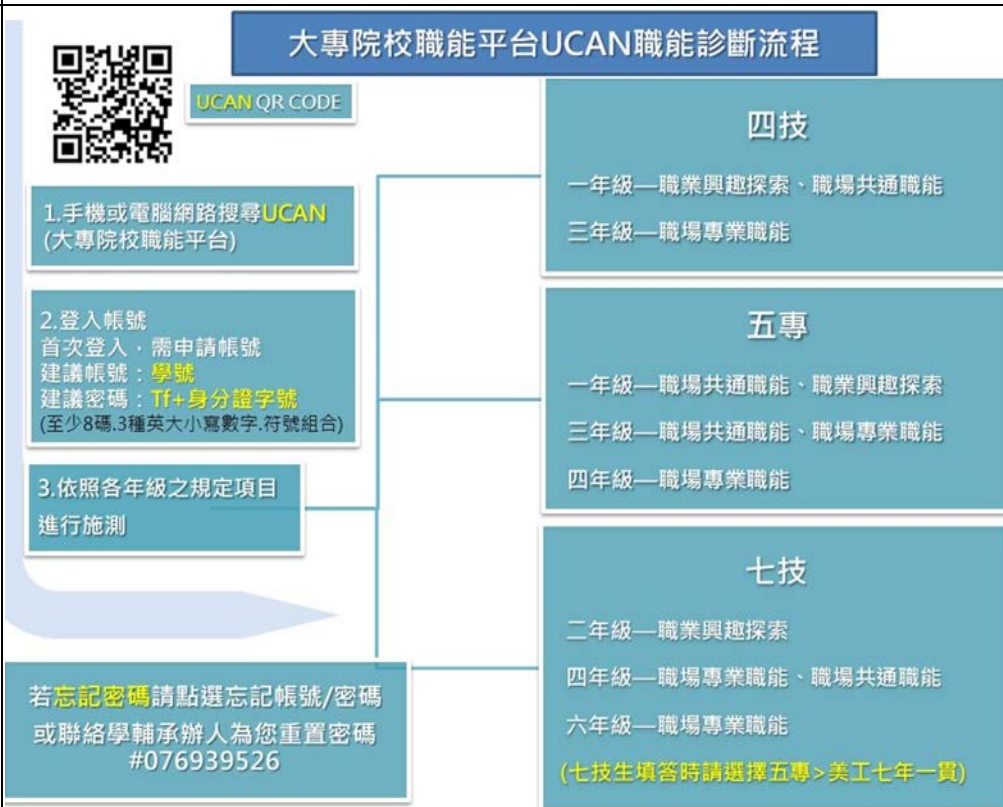 大專院校職能平台UCAN職能診斷流程
UCAN QR CODE
1.手機或電腦網路搜尋UCAN
(大專院校職能平台)
2.登入帳號
首次登入，需申請帳號
建議帳號：學號
建議密碼：Tf+身分證字號
(至少8碼.3種英大小寫數字.符號組合)
3.依照各年級之規定項目
進行施測
若忘記密碼請點選忘記帳號/密碼
或聯絡學輔承辦人為您重置密碼
#076939526
四技
一年級—職業興趣探索、職場共通職能
三年級—職場專業職能
五專
一年級—職場共通職能、職業興趣探索
三年級—職場共通職能、職場專業職能
四年級—職場專業職能
七技
二年級—職業興趣探索
四年級—職場專業職能、職場共通職能
六年級—職場專業職能
(七技生填答時請選擇五專>美工七年一貫)